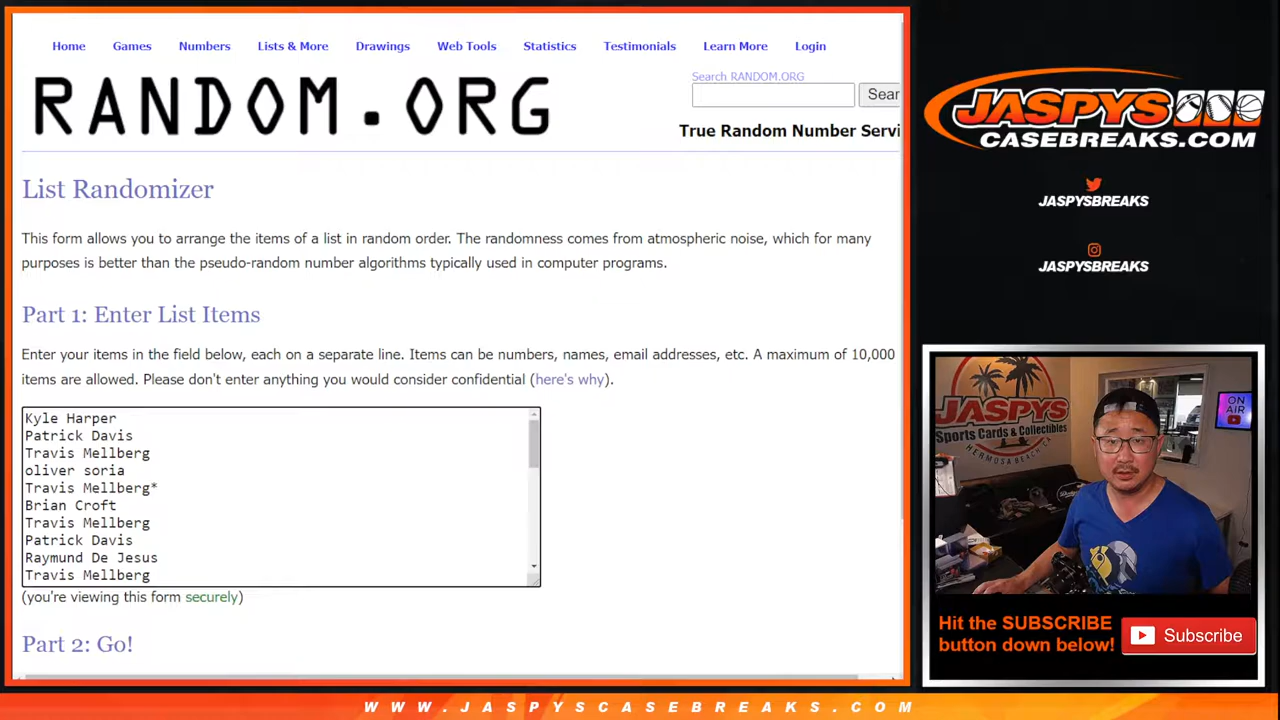 Home Games Numbers Lists & More Drawings Web Tools Statistics Testimonials Learn More Login
RANDOM.ORG
Search RANDOM.ORG
Sear
True Random Number Servi
List Randomizer
This form allows you to arrange the items of a list in random order. The randomness comes from atmospheric noise, which for many
purposes is better than the pseudo-random number algorithms typically used in computer programs.
Part 1: Enter List Items
Enter your items in the field below, each on a separate line. Items can be numbers, names, email addresses, etc. A maximum of 10,000
items are allowed. Please don't enter anything you would consider confidential (here's why).
Kyle Harper
Patrick Davis
Travis Mellberg
oliver soria
Travis Mellberg*
Brian Croft
Travis Mellberg
Patrick Davis
Raymund De Jesus
Travis Mellberg
(you're viewing this form securely)
Part 2: Go!
JASPYS
CASEBREAKS.COM
JASPYSBREAKS
JASPYSBREAKS
JASPYS
Sports Cards & Collectibles
HERMOSA BEACH, CA
ON
AIR
Hit the SUBSCRIBE
button down below!
Subscribe
WWW.JASPYSCASEBREAKS.COM